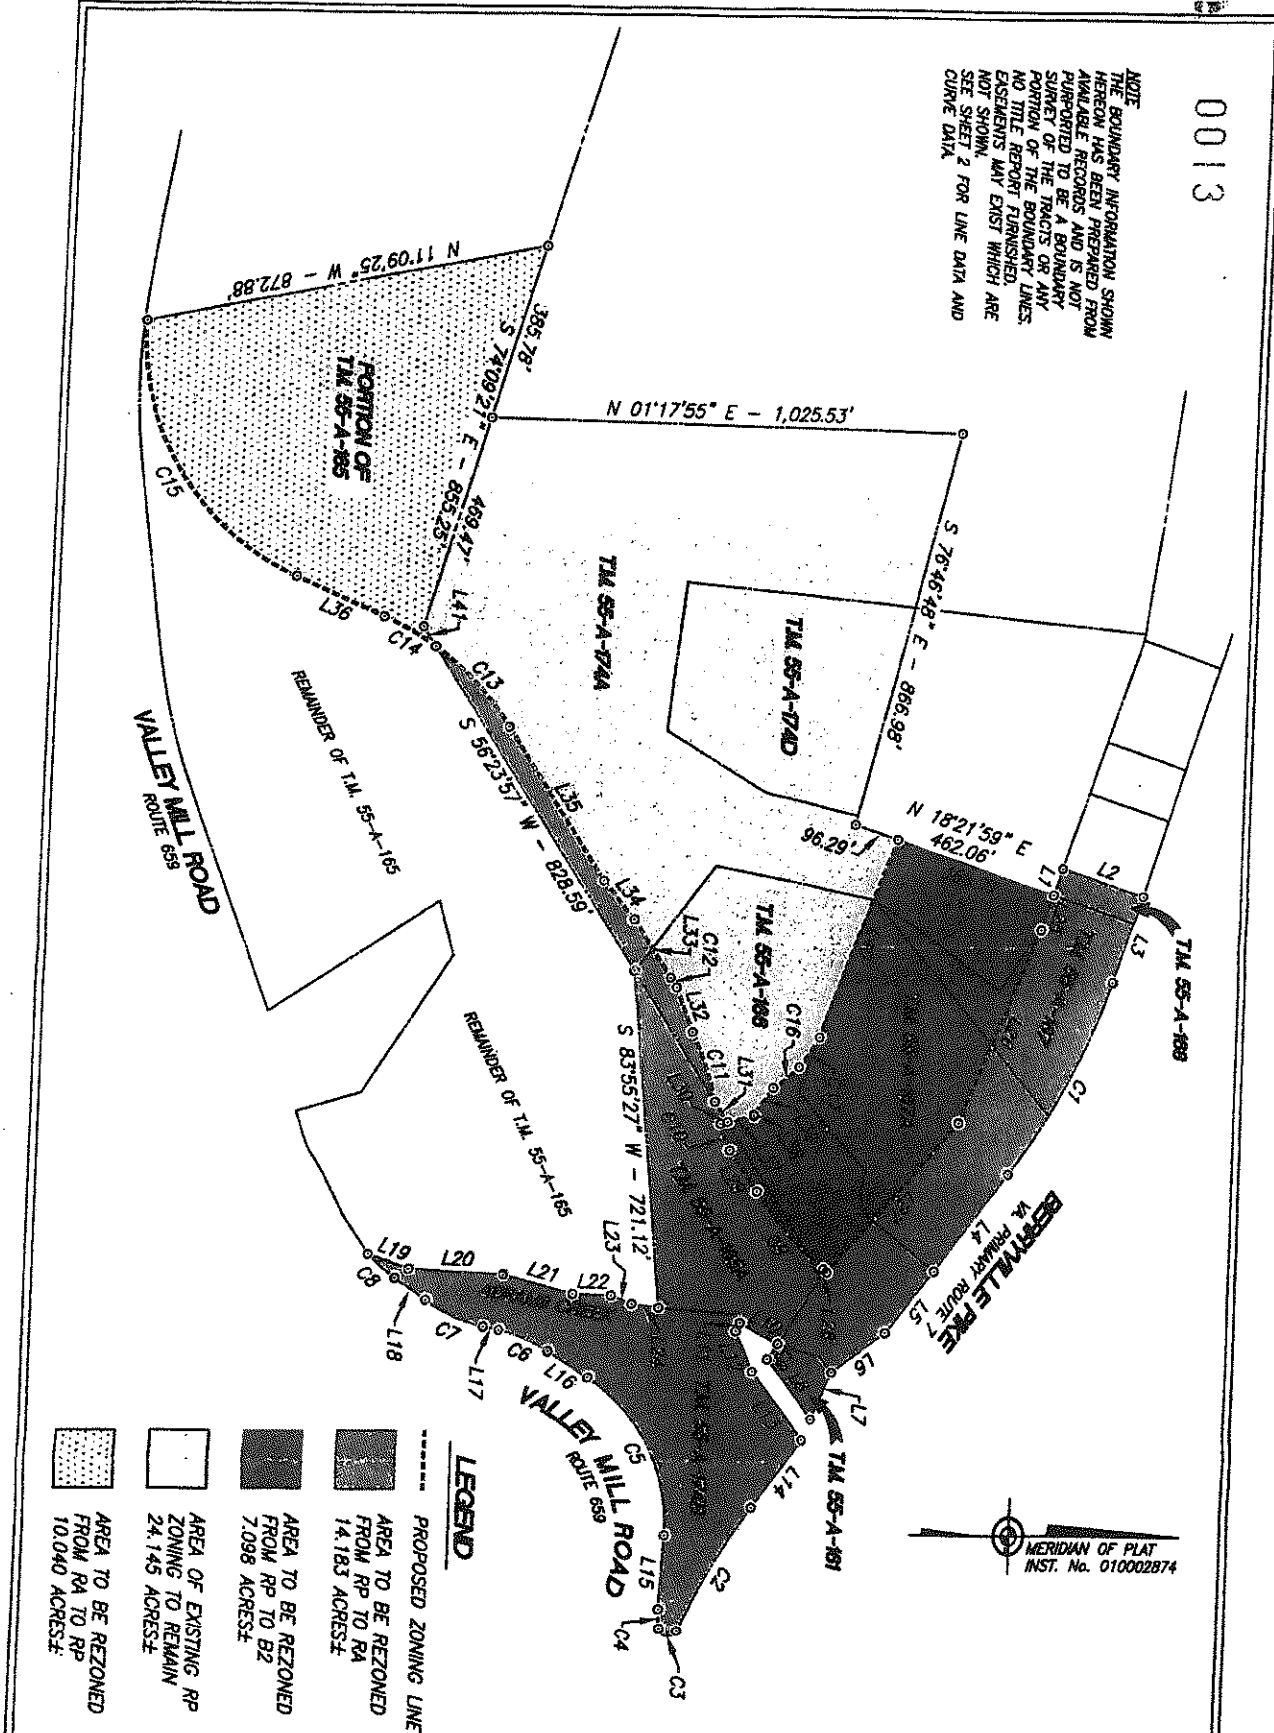 0013
NOTE
THE BOUNDARY INFORMATION SHOWN
HEREON HAS BEEN PREPARED FROM
AVAILABLE RECORDS AND IS NOT
PURPORTED TO BE A BOUNDARY
SURVEY OF THE TRACTS OR ANY
PORTION OF THE BOUNDARY LINES.
NO TITLE REPORT FURNISHED.
EASEMENTS MAY EXIST WHICH ARE
NOT SHOWN.
SEE SHEET 2 FOR LINE DATA AND
CURVE DATA.
N 11°09'25" W - 872.88'
385.78'
S 74°09'21" E - 855.25'
469.47'
N 01°17'55" E - 1,025.53'
S 76°46'48" E - 866.98'
N 18°21'59" E
462.06'
96.29'
PORTION OF
T.M. 55-A-165
T.M. 55-A-174A
T.M. 55-A-174D
T.M. 55-A-166
T.M. 55-A-168
T.M. 55-A-161
C15
L36
C14
L41
C13
L35
L34
L33
C12
L32
C11
L31
C16
S 56°23'57" W - 828.59'
S 83°55'27" W - 721.12'
REMAINDER OF T.M. 55-A-165
REMAINDER OF T.M. 55-A-165
VALLEY MILL ROAD
ROUTE 659
L1
L2
L3
C1
BERRYVILLE PIKE
VA. PRIMARY ROUTE 7
L4
L5
L6
L7
L14
C2
C3
C4
L15
C5
L16
C6
L17
C7
L18
C8
L19
L20
L21
L22
L23
ABRAMS CREEK
VALLEY MILL ROAD
ROUTE 659
MERIDIAN OF PLAT
INST. No. 010002874
LEGEND
PROPOSED ZONING LINE
AREA TO BE REZONED
FROM RP TO RA
14.183 ACRES±
AREA TO BE REZONED
FROM RP TO B2
7.098 ACRES±
AREA OF EXISTING RP
ZONING TO REMAIN
24.145 ACRES±
AREA TO BE REZONED
FROM RA TO RP
10.040 ACRES±